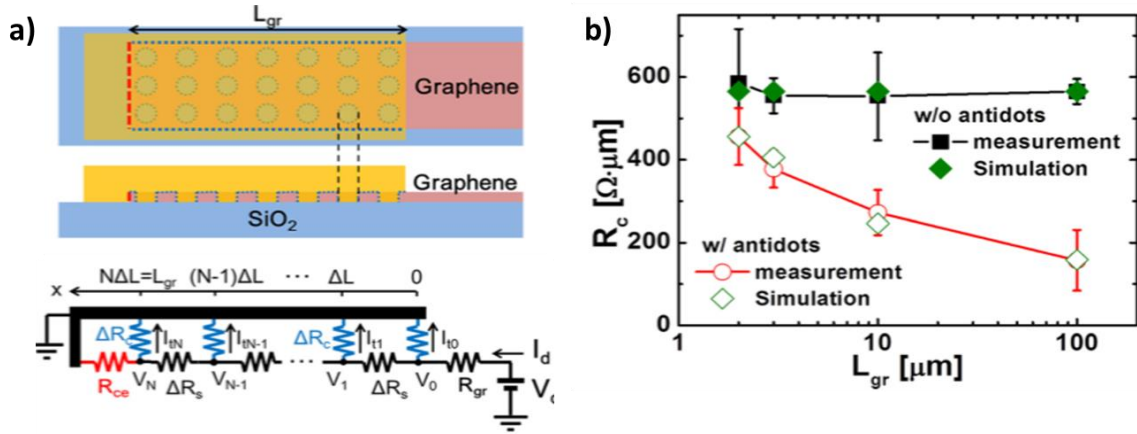 a)
L_gr
Graphene
Graphene
SiO₂
NΔL=L_gr (N-1)ΔL ··· ΔL 0
x
ΔR_c I_tN I_tN-1 ΔR_c I_t1 I_t0 I_d
R_ce V_N ΔR_s V_N-1 ··· V_1 ΔR_s V_0 R_gr
b)
R_c [Ω·μm]
600
400
200
0
w/o antidots
measurement
Simulation
w/ antidots
measurement
Simulation
1 10 100
L_gr [μm]